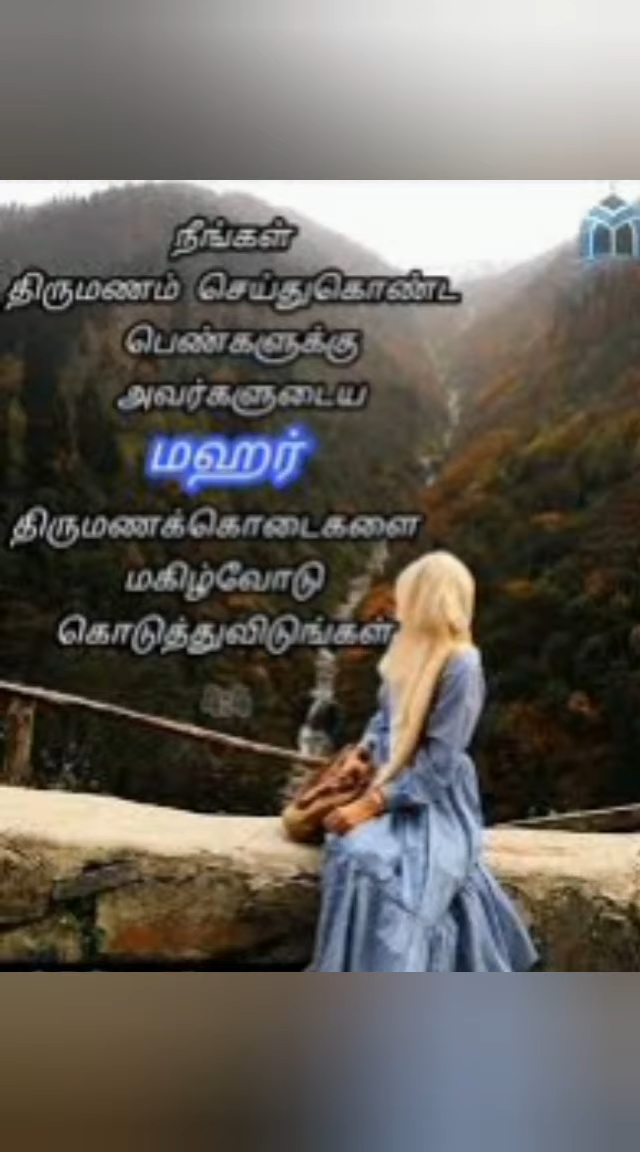 நீங்கள்
திருமணம் செய்துகொண்ட
பெண்களுக்கு
அவர்களுடைய
மஹர்
திருமணக்கொடைகளை
மகிழ்வோடு
கொடுத்துவிடுங்கள்